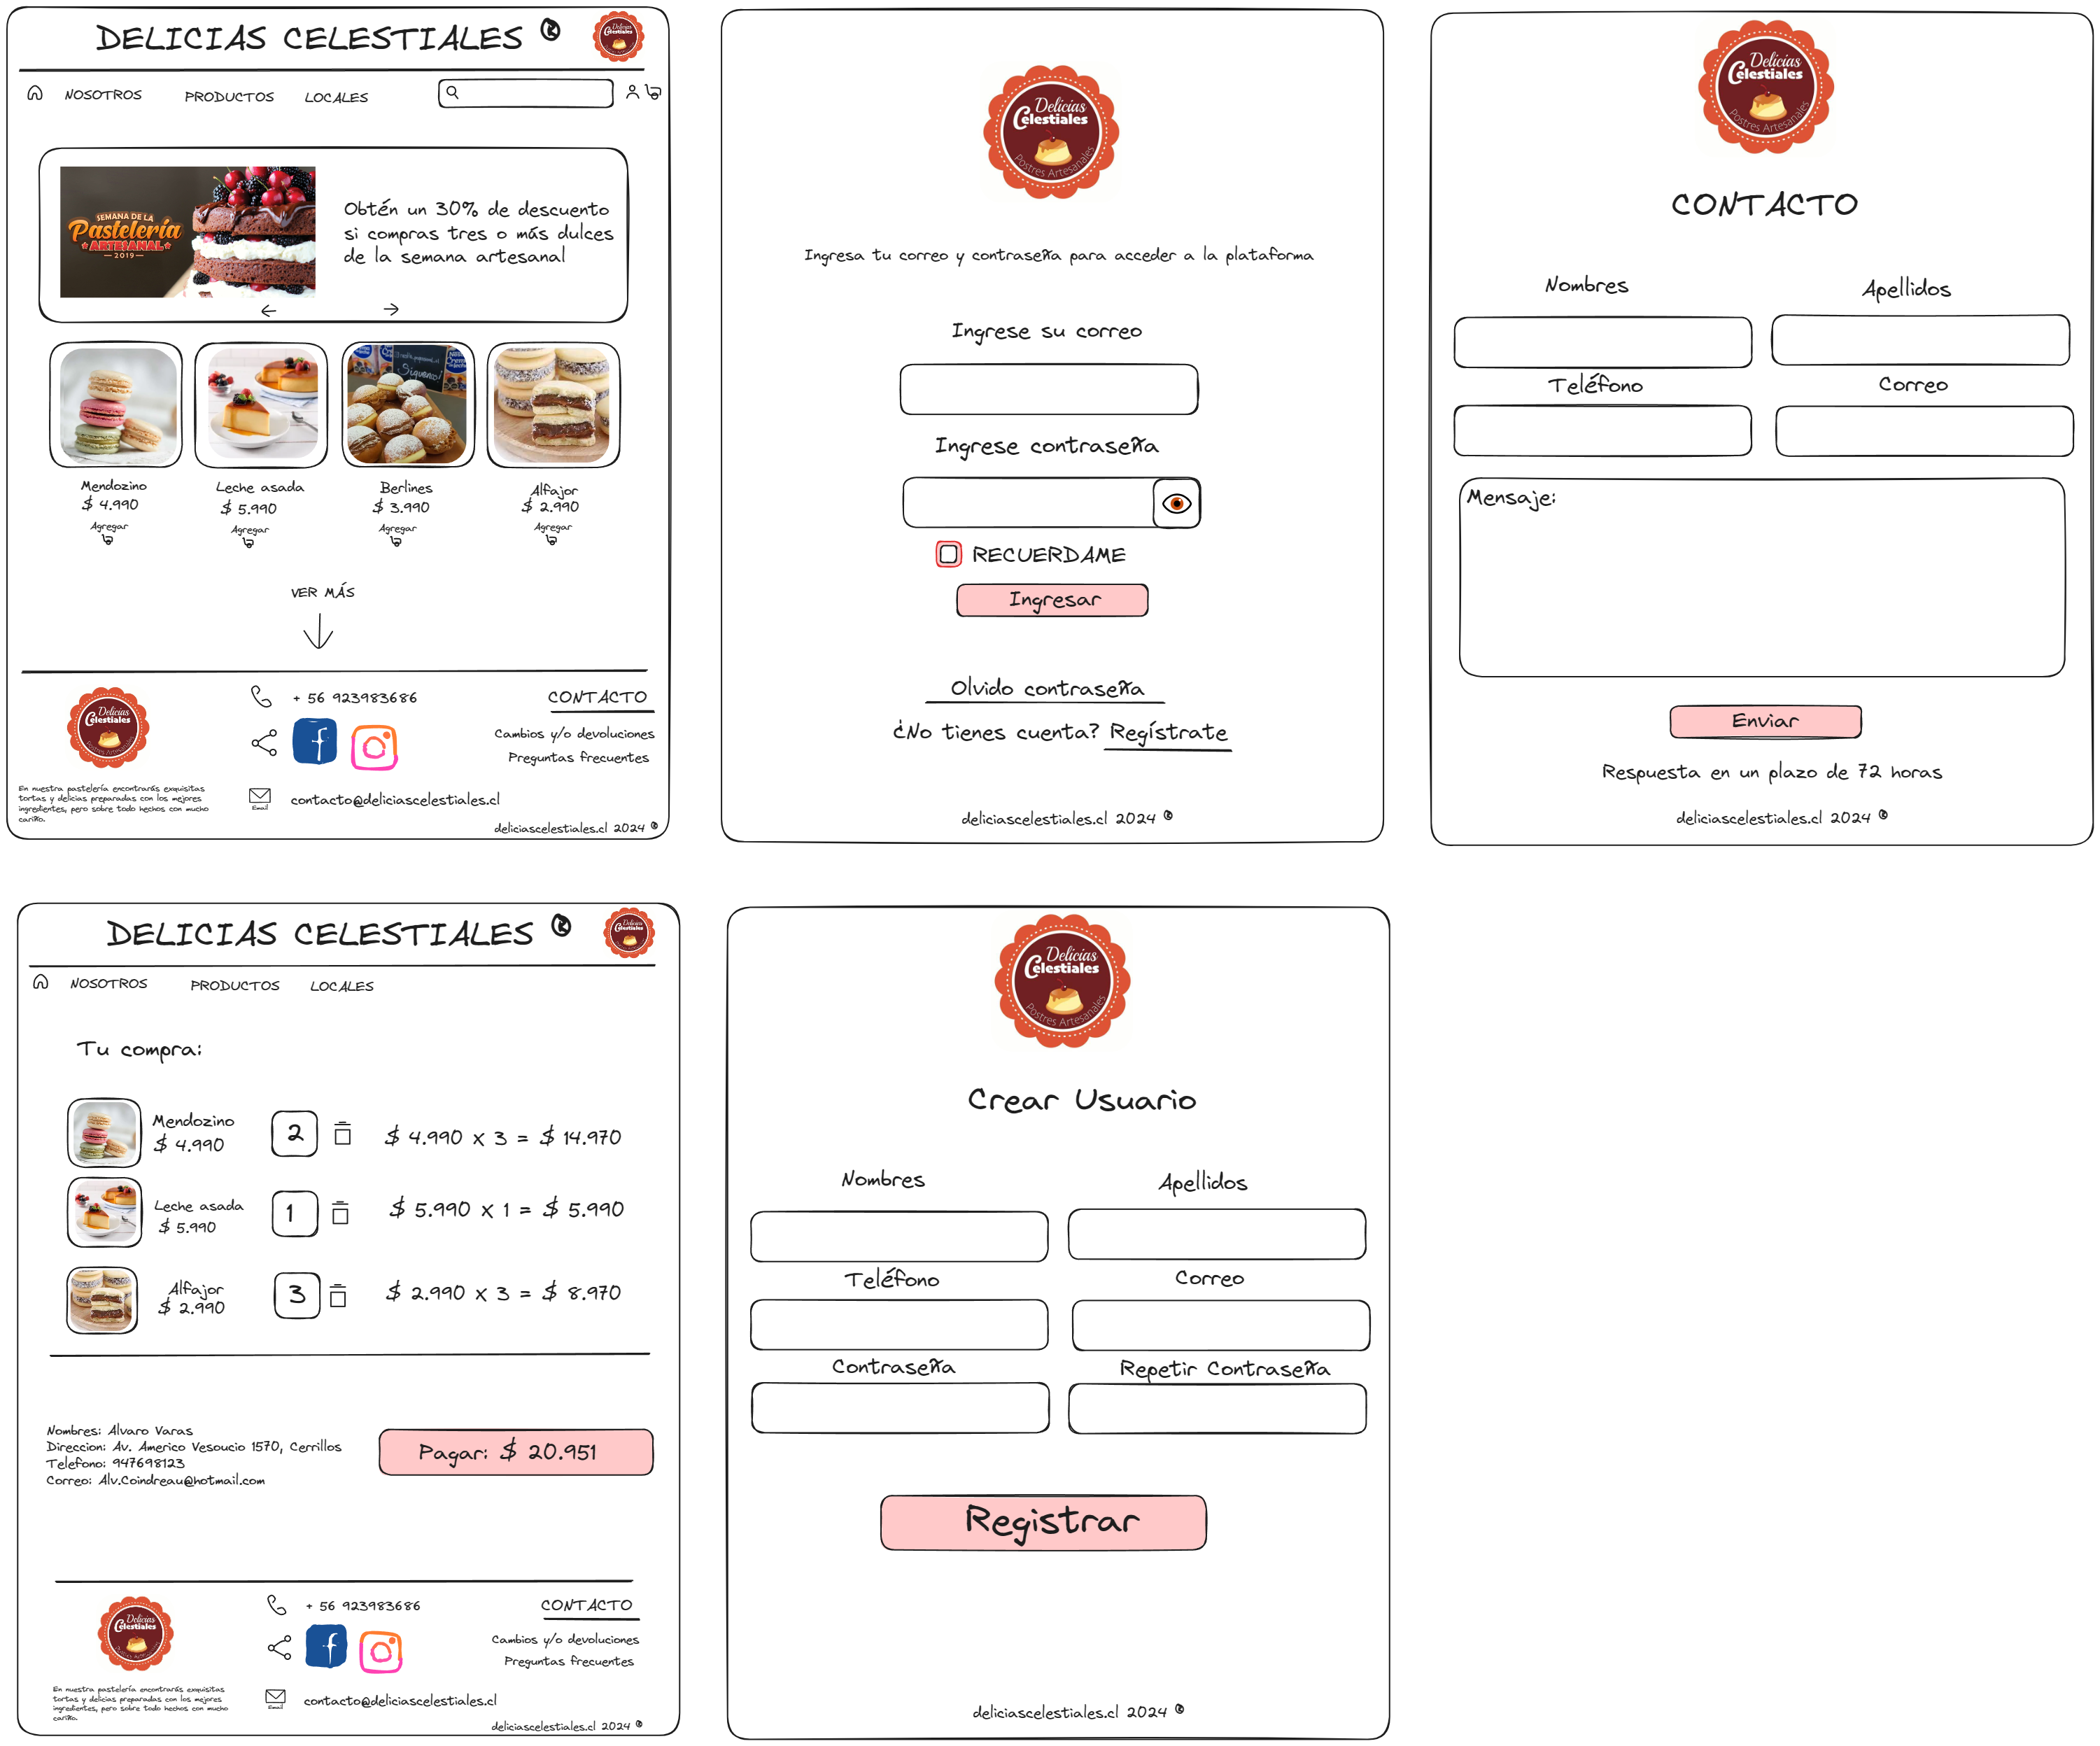 DELICIAS CELESTIALES ®
Delicias
Celestiales
NOSOTROS
PRODUCTOS
LOCALES
SEMANA DE LA
Pastelería
ARTESANAL
2019
Obtén un 30% de descuento
si compras tres o más dulces
de la semana artesanal
Siguenos!
Mendozino
$ 4.990
Agregar
Leche asada
$ 5.990
Agregar
Berlines
$ 3.990
Agregar
Alfajor
$ 2.990
Agregar
VER MÁS
Delicias
Celestiales
Postres Artesanales
En nuestra pastelería encontrarás exquisitas
tortas y delicias preparadas con los mejores
ingredientes, pero sobre todo hechos con mucho
cariño.
+ 56 923983686
Email
contacto@deliciascelestiales.cl
CONTACTO
Cambios y/o devoluciones
Preguntas frecuentes
deliciascelestiales.cl 2024 ®
Delicias
Celestiales
Postres Artesanales
Ingresa tu correo y contraseña para acceder a la plataforma
Ingrese su correo
Ingrese contraseña
RECUERDAME
Ingresar
Olvido contraseña
¿No tienes cuenta? Regístrate
deliciascelestiales.cl 2024 ®
Delicias
Celestiales
Postres Artesanales
CONTACTO
Nombres
Apellidos
Teléfono
Correo
Mensaje:
Enviar
Respuesta en un plazo de 72 horas
deliciascelestiales.cl 2024 ®
DELICIAS CELESTIALES ®
Delicias
Celestiales
NOSOTROS
PRODUCTOS
LOCALES
Tu compra:
Mendozino
$ 4.990
2
$ 4.990 x 3 = $ 14.970
Leche asada
$ 5.990
1
$ 5.990 x 1 = $ 5.990
Alfajor
$ 2.990
3
$ 2.990 x 3 = $ 8.970
Nombres: Alvaro Varas
Direccion: Av. Americo Vesoucio 1570, Cerrillos
Telefono: 947698123
Correo: Alv.Coindreau@hotmail.com
Pagar: $ 20.951
Delicias
Celestiales
Postres Artesanales
En nuestra pastelería encontrarás exquisitas
tortas y delicias preparadas con los mejores
ingredientes, pero sobre todo hechos con mucho
cariño.
+ 56 923983686
Email
contacto@deliciascelestiales.cl
CONTACTO
Cambios y/o devoluciones
Preguntas frecuentes
deliciascelestiales.cl 2024 ®
Delicias
Celestiales
Postres Artesanales
Crear Usuario
Nombres
Apellidos
Teléfono
Correo
Contraseña
Repetir Contraseña
Registrar
deliciascelestiales.cl 2024 ®